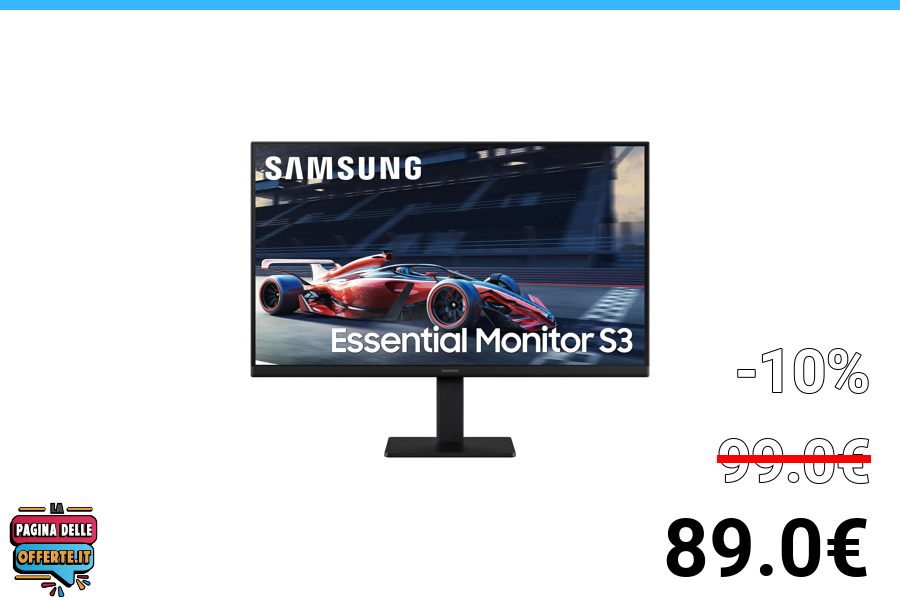 SAMSUNG
Essential Monitor S3
SAMSUNG
-10%
99.0€
89.0€
LA
PAGINA DELLE
OFFERTE.IT